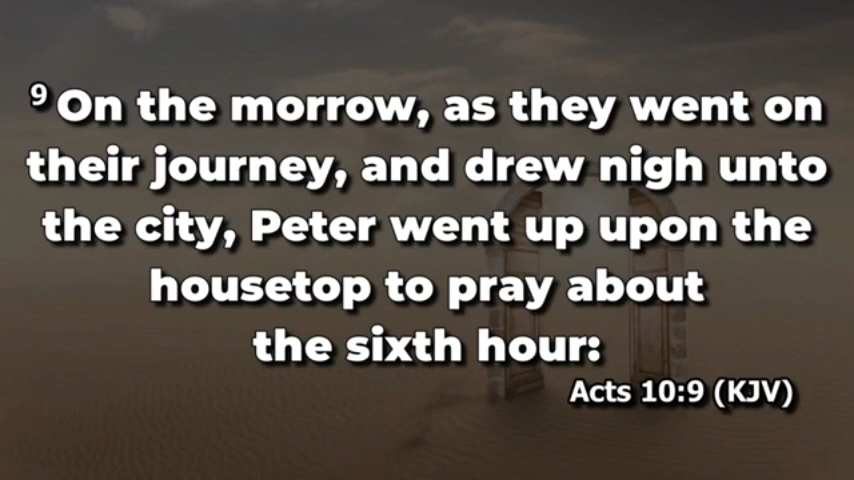 9 On the morrow, as they went on
their journey, and drew nigh unto
the city, Peter went up upon the
housetop to pray about
the sixth hour:
Acts 10:9 (KJV)